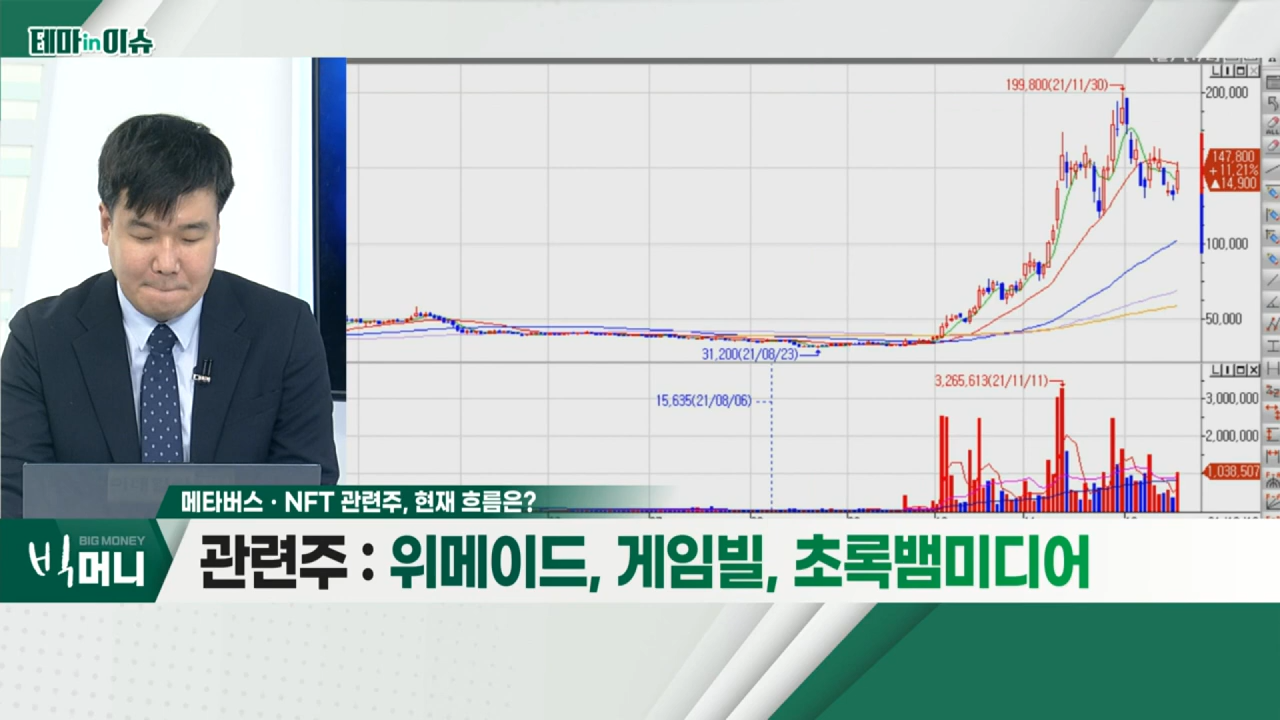 테마in이슈
199,800(21/11/30)
200,000
147,800
+11.21%
▲14,900
100,000
50,000
31,200(21/08/23)
3,265,613(21/11/11)
15,635(21/08/06)
3,000,000
2,000,000
1,038,507
ALL
메타버스·NFT 관련주, 현재 흐름은?
BIG MONEY
빅머니
관련주 : 위메이드, 게임빌, 초록뱀미디어